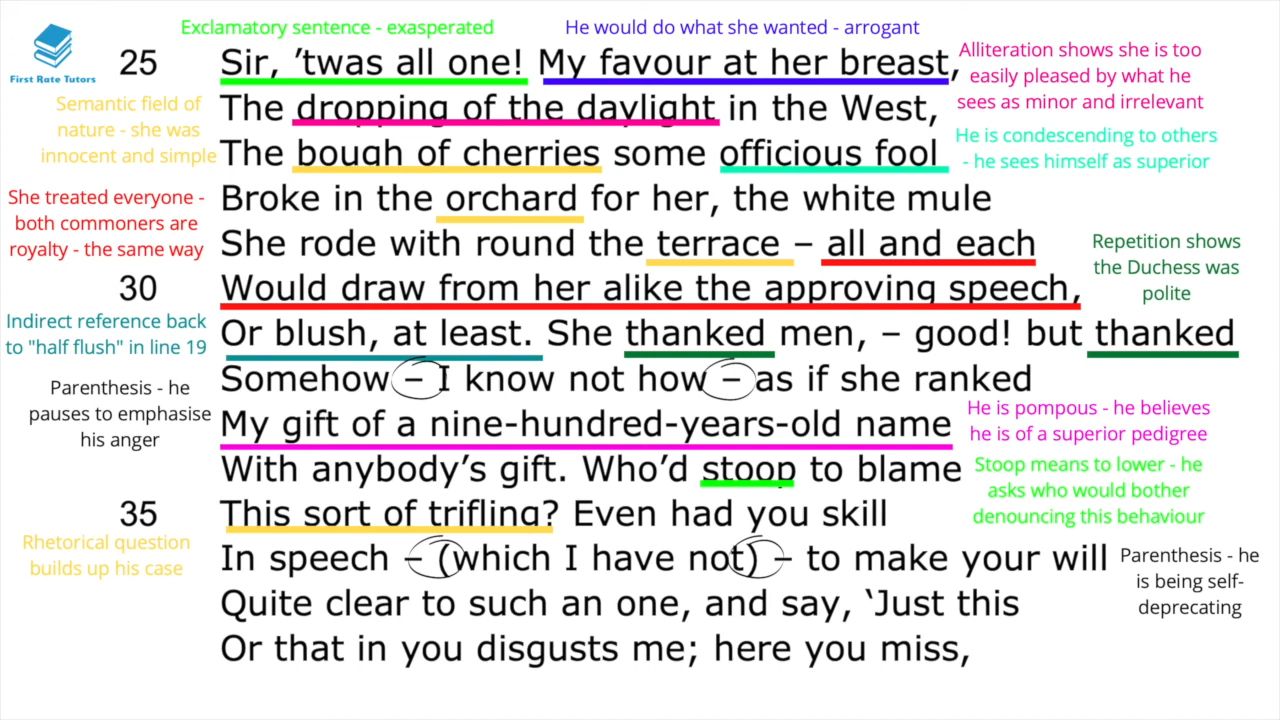 Exclamatory sentence - exasperated
He would do what she wanted - arrogant
First Rate Tutors
25
Sir, ’twas all one! My favour at her breast,
Alliteration shows she is too
easily pleased by what he
sees as minor and irrelevant
Semantic field of
nature - she was
innocent and simple
The dropping of the daylight in the West,
He is condescending to others
- he sees himself as superior
The bough of cherries some officious fool
She treated everyone -
both commoners are
royalty - the same way
Broke in the orchard for her, the white mule
She rode with round the terrace – all and each
Repetition shows
the Duchess was
polite
30
Would draw from her alike the approving speech,
Indirect reference back
to "half flush" in line 19
Or blush, at least. She thanked men, – good! but thanked
Parenthesis - he
pauses to emphasise
his anger
Somehow – I know not how – as if she ranked
He is pompous - he believes
he is of a superior pedigree
My gift of a nine-hundred-years-old name
With anybody’s gift. Who’d stoop to blame
Stoop means to lower - he
asks who would bother
denouncing this behaviour
35
This sort of trifling? Even had you skill
Rhetorical question
builds up his case
In speech – (which I have not) – to make your will
Parenthesis - he
is being self-
deprecating
Quite clear to such an one, and say, ‘Just this
Or that in you disgusts me; here you miss,